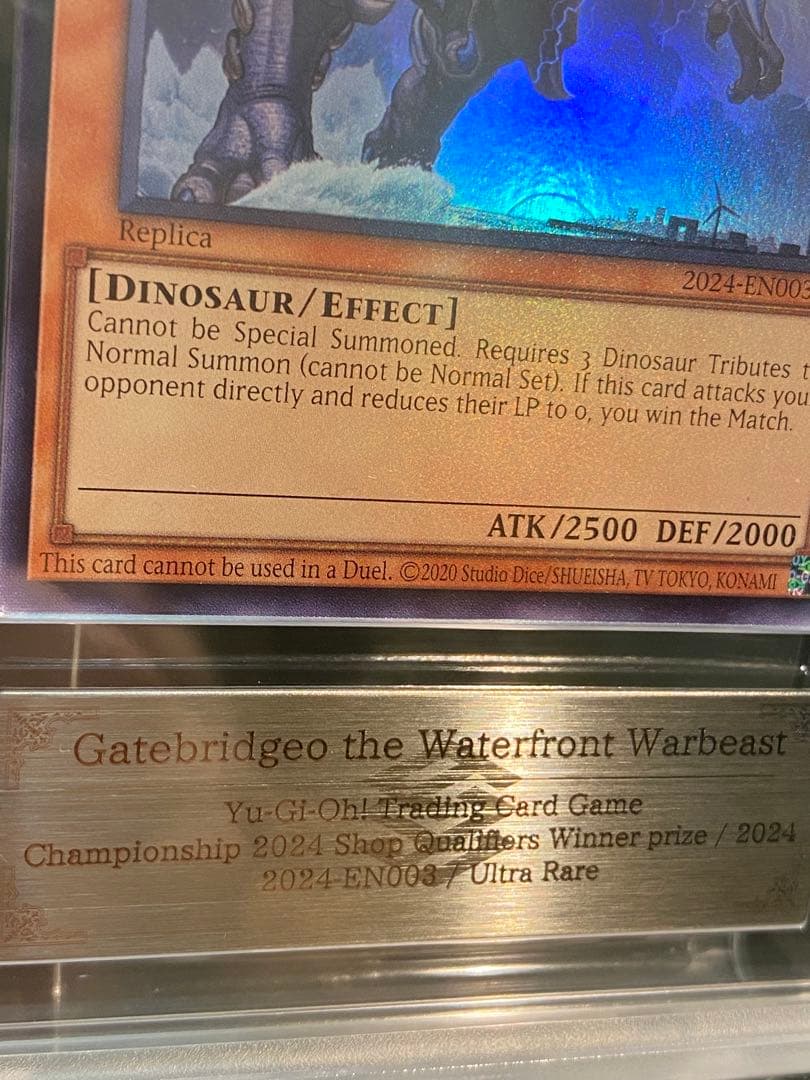 Replica
2024-EN003
[DINOSAUR/EFFECT]
Cannot be Special Summoned. Requires 3 Dinosaur Tributes t
Normal Summon (cannot be Normal Set). If this card attacks you
opponent directly and reduces their LP to 0, you win the Match.
ATK/2500 DEF/2000
This card cannot be used in a Duel. ©2020 Studio Dice/SHUEISHA, TV TOKYO, KONAMI
Gatebridgeo the Waterfront Warbeast
Yu-Gi-Oh! Trading Card Game
Championship 2024 Shop Qualifiers Winner prize / 2024
2024-EN003 / Ultra Rare